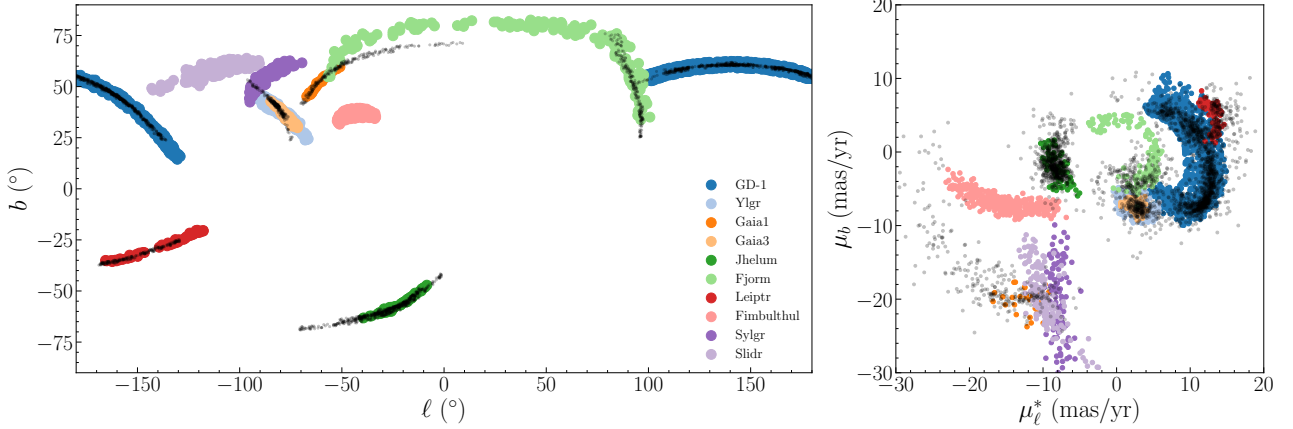 75
50
25
0
−25
−50
−75
b (°)
−150
−100
−50
0
50
100
150
ℓ (°)
GD-1
Ylgr
Gaia1
Gaia3
Jhelum
Fjorm
Leiptr
Fimbulthul
Sylgr
Slidr
20
10
0
−10
−20
−30
μ_b (mas/yr)
−30
−20
−10
0
10
20
μ_ℓ^* (mas/yr)